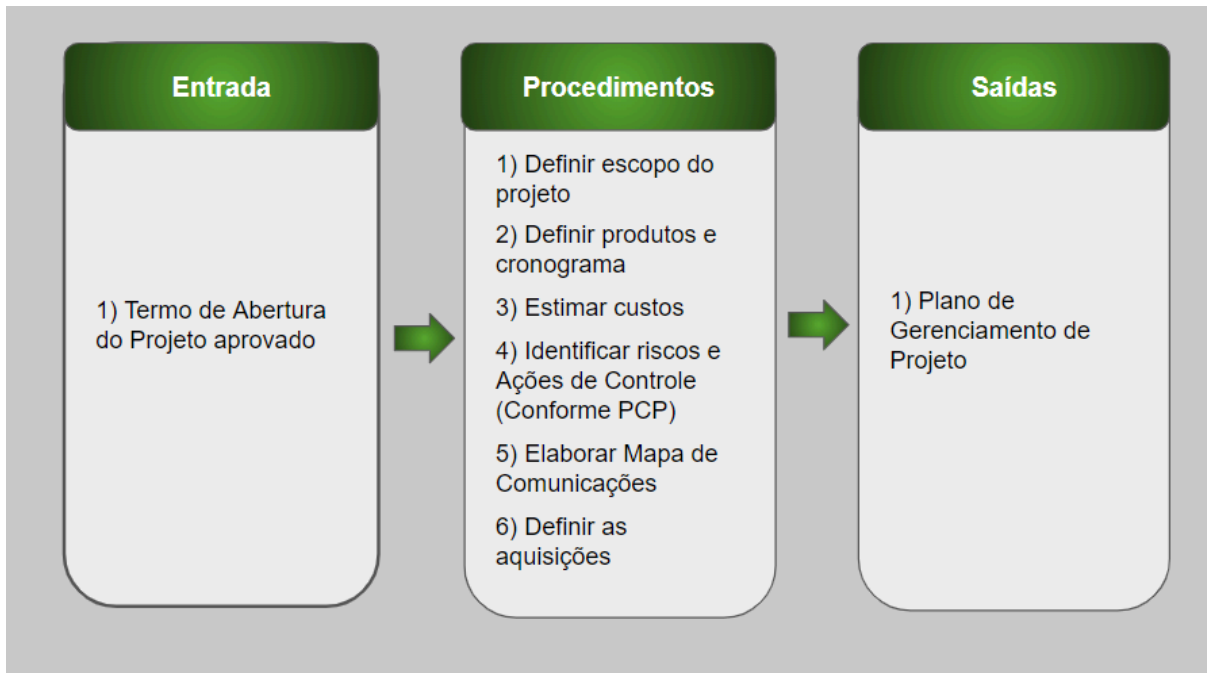 Entrada
1) Termo de Abertura
do Projeto aprovado
Procedimentos
1) Definir escopo do
projeto
2) Definir produtos e
cronograma
3) Estimar custos
4) Identificar riscos e
Ações de Controle
(Conforme PCP)
5) Elaborar Mapa de
Comunicações
6) Definir as
aquisições
Saídas
1) Plano de
Gerenciamento de
Projeto